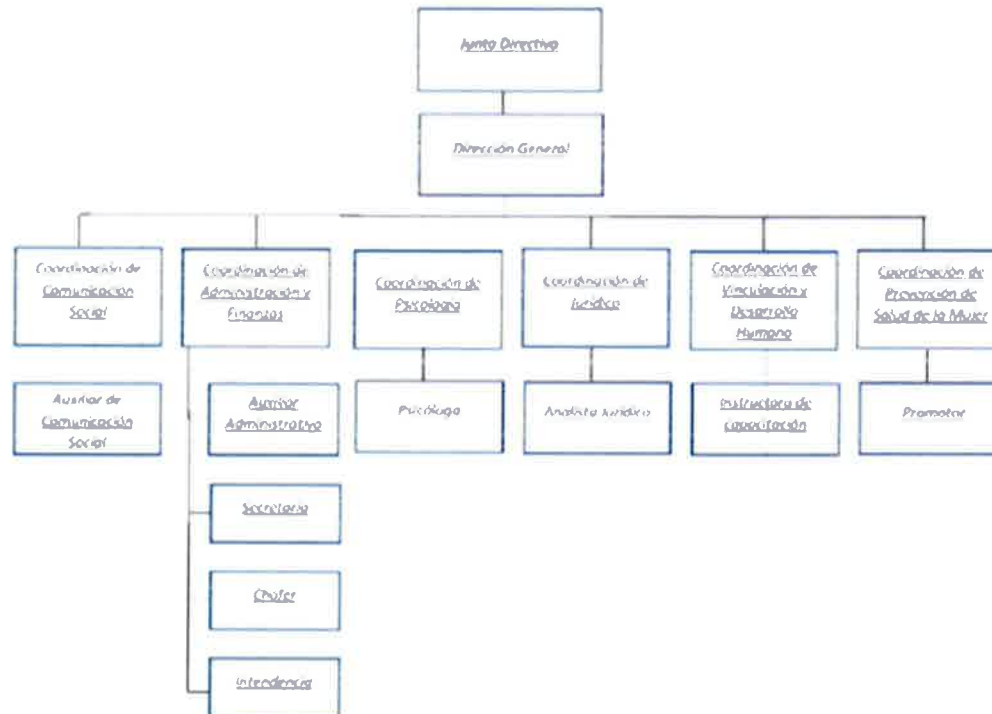 Junta Directiva
Dirección General
Coordinación de
Comunicación
Social
Coordinación de
Administración y
Finanzas
Coordinación de
Psicología
Coordinación de
Jurídico
Coordinación de
Vinculación y
Desarrollo
Humano
Coordinación de
Prevención de
Salud de la Mujer
Auxiliar de
Comunicación
Social
Auxiliar
Administrativo
Psicólogo
Analista Jurídico
Instructora de
Capacitación
Promotor
Secretaria
Chofer
Intendencia